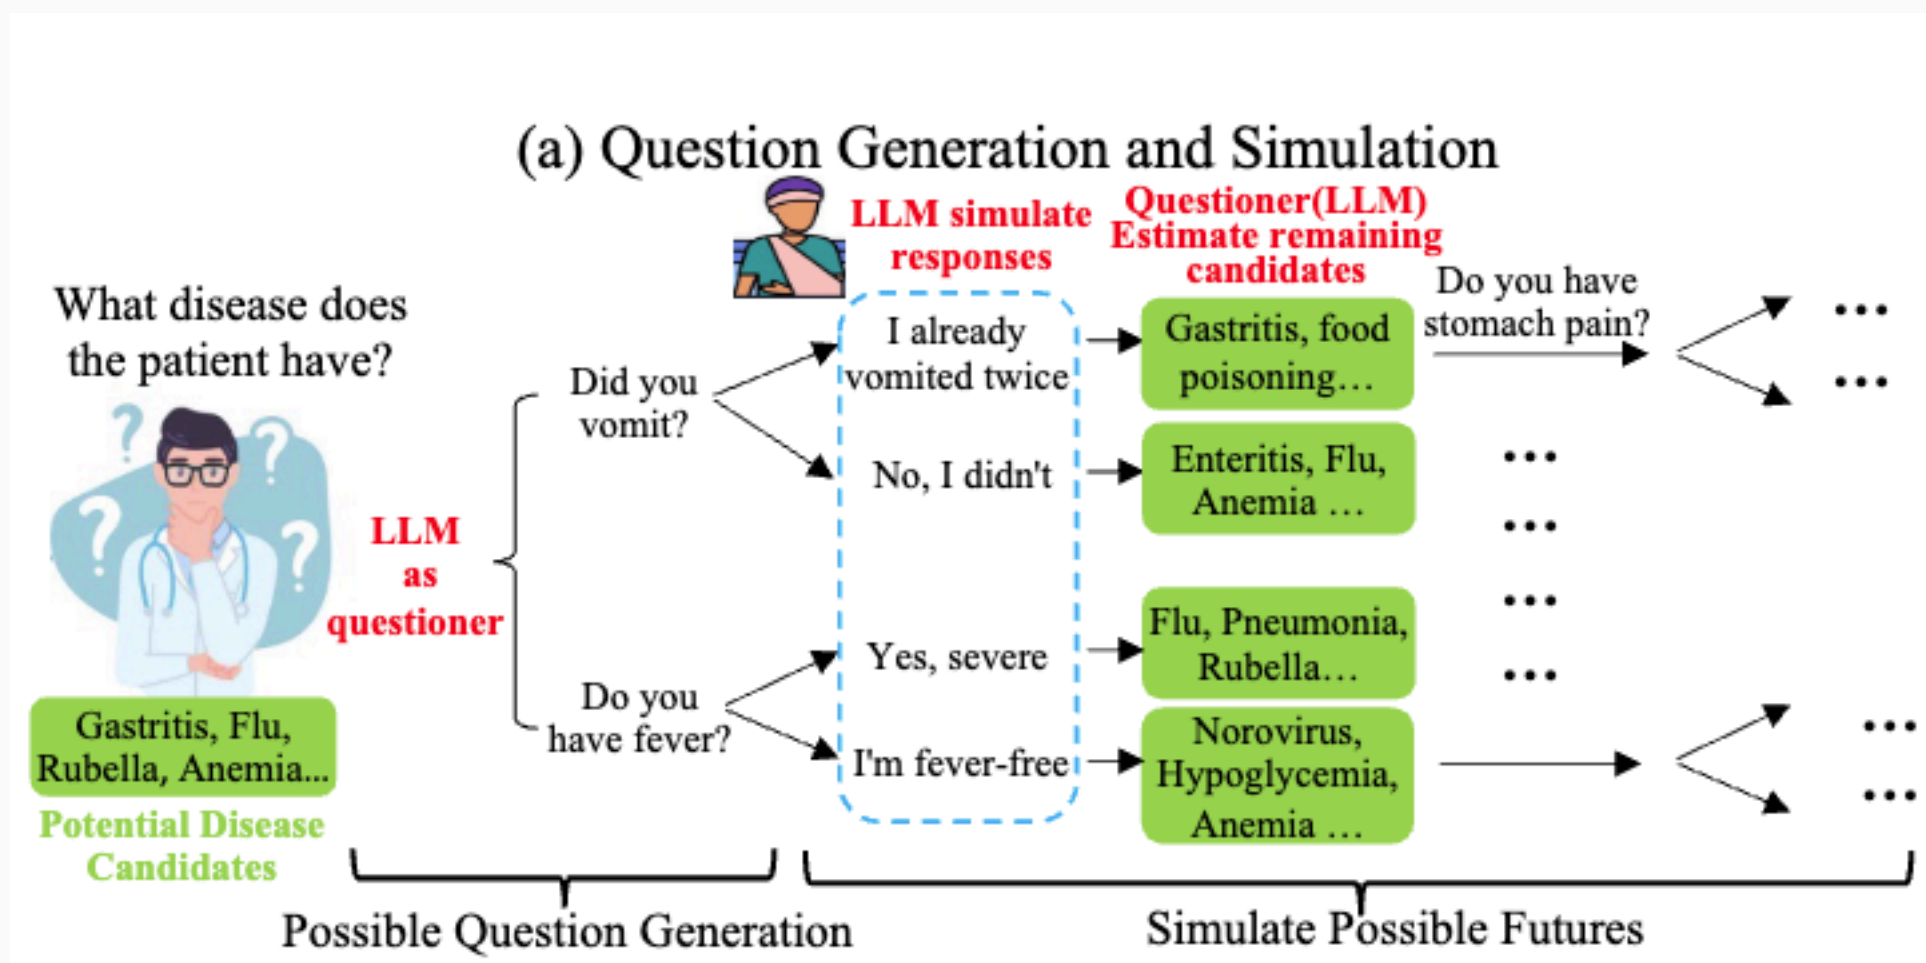 (a) Question Generation and Simulation
What disease does
the patient have?
Gastritis, Flu,
Rubella, Anemia...
Potential Disease
Candidates
LLM
as
questioner
Did you
vomit?
Do you
have fever?
LLM simulate
responses
I already
vomited twice
No, I didn't
Yes, severe
I'm fever-free
Questioner(LLM)
Estimate remaining
candidates
Gastritis, food
poisoning…
Enteritis, Flu,
Anemia …
Flu, Pneumonia,
Rubella…
Norovirus,
Hypoglycemia,
Anemia …
Do you have
stomach pain?
...
...
...
...
...
...
...
...
Possible Question Generation
Simulate Possible Futures